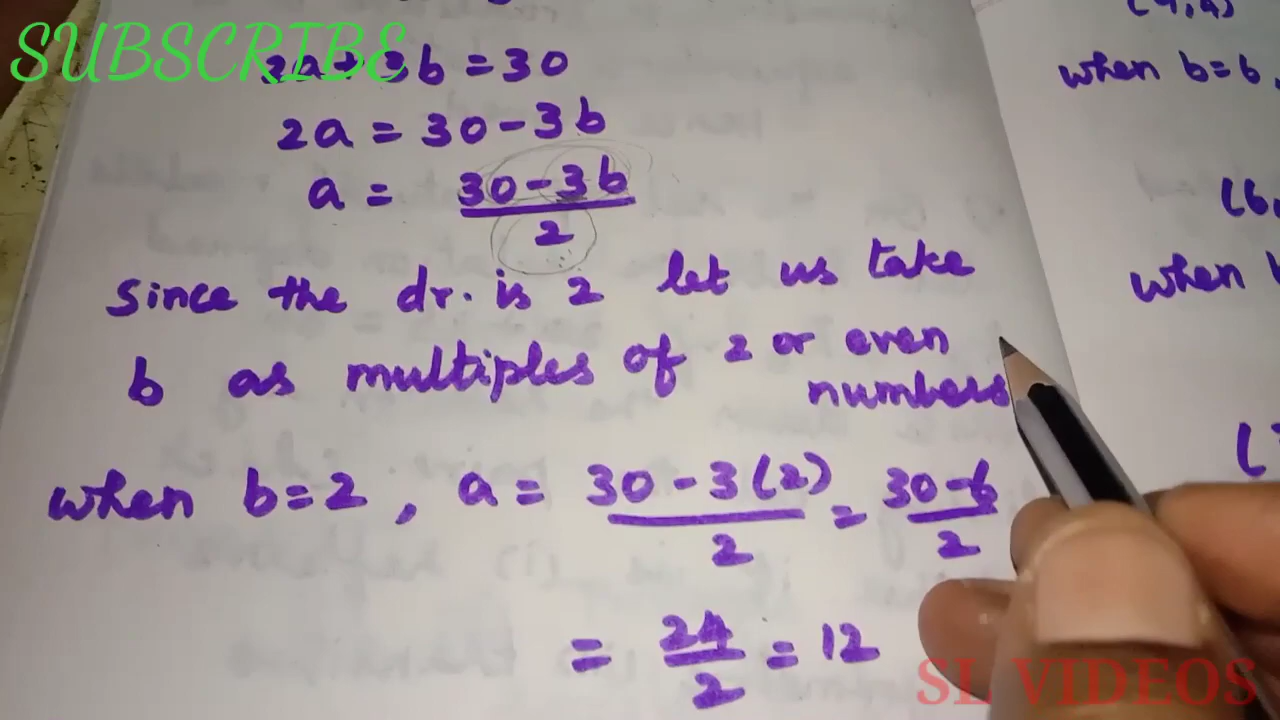 SUBSCRIBE
2a+3b=30
2a = 30-3b
a = 30-3b
2
Since the dr. is 2 let us take
b as multiples of 2 or even
numbers
when b=2, a = 30-3(2) = 30-6
2 2
= 24 = 12
2
when b=6,
(6,
when
SL VIDEOS